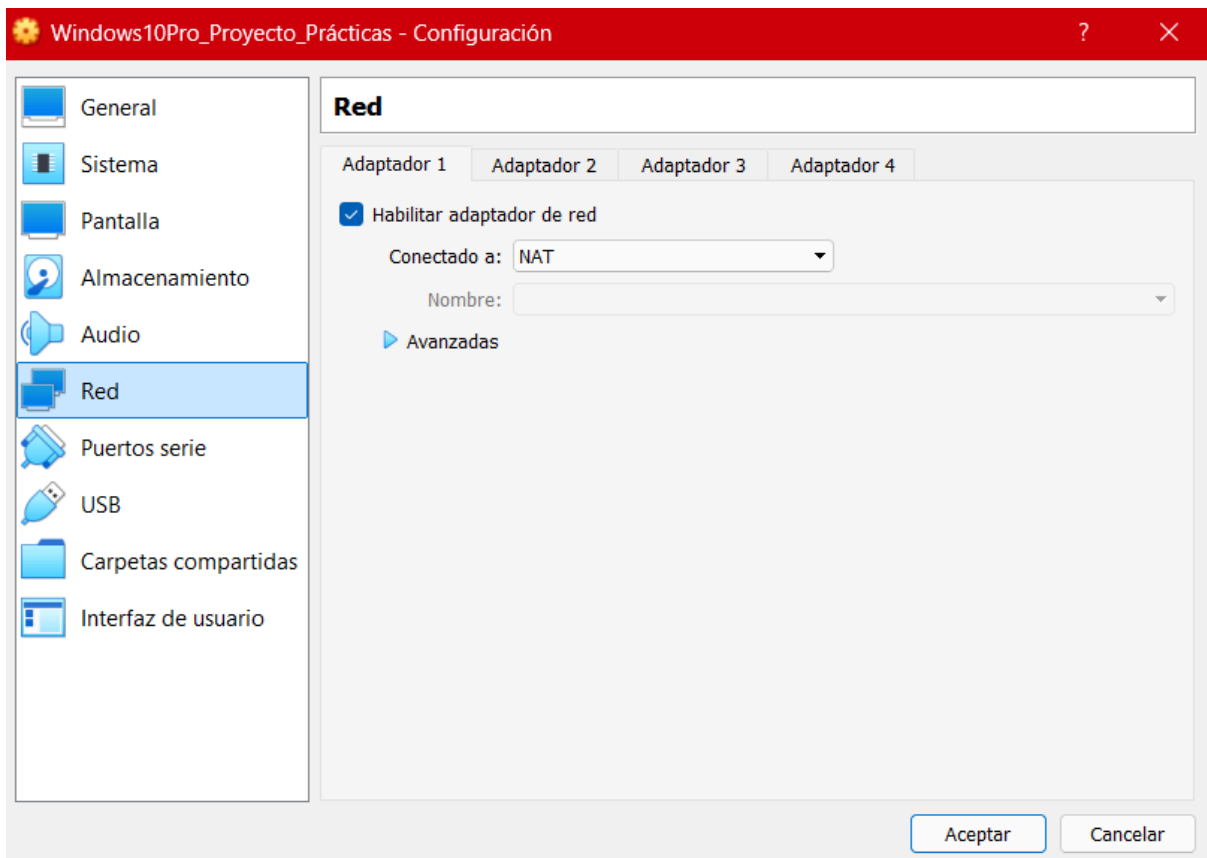 Windows10Pro_Proyecto_Prácticas - Configuración ?
General
Sistema
Pantalla
Almacenamiento
Audio
Red
Puertos serie
USB
Carpetas compartidas
Interfaz de usuario
Red
Adaptador 1 Adaptador 2 Adaptador 3 Adaptador 4
Habilitar adaptador de red
Conectado a: NAT
Nombre:
Avanzadas
Aceptar Cancelar